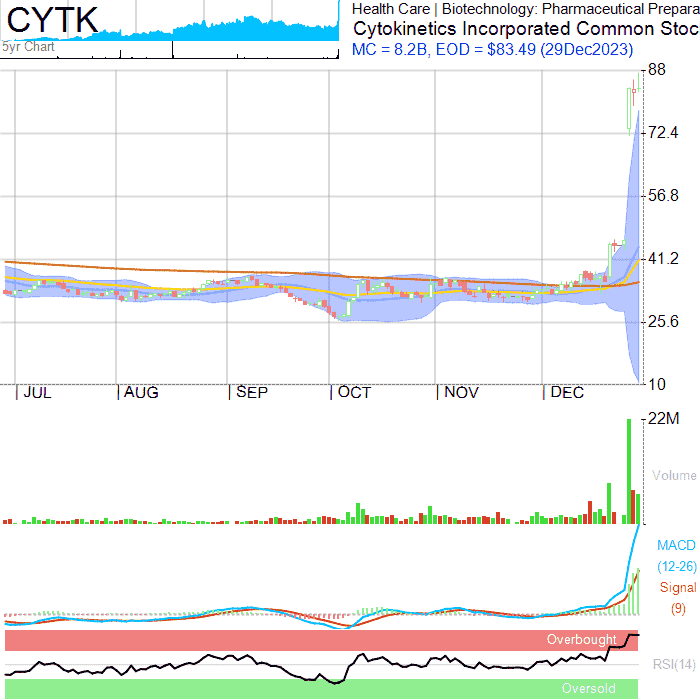 CYTK
5yr Chart
Health Care | Biotechnology: Pharmaceutical Prepara
Cytokinetics Incorporated Common Stoc
MC = 8.2B, EOD = $83.49 (29Dec2023)
88
72.4
56.8
41.2
25.6
10
JUL AUG SEP OCT NOV DEC
22M
Volume
MACD
(12-26)
Signal
(9)
Overbought
RSI(14)
Oversold